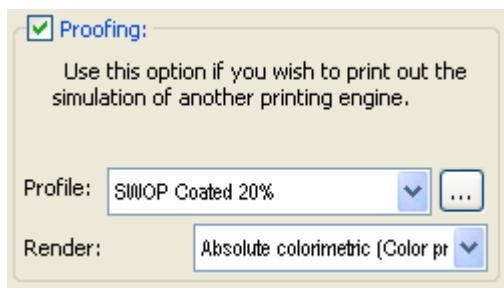 Proofing:
Use this option if you wish to print out the
simulation of another printing engine.
Profile: SWOP Coated 20% ...
Render: Absolute colorimetric (Color pr